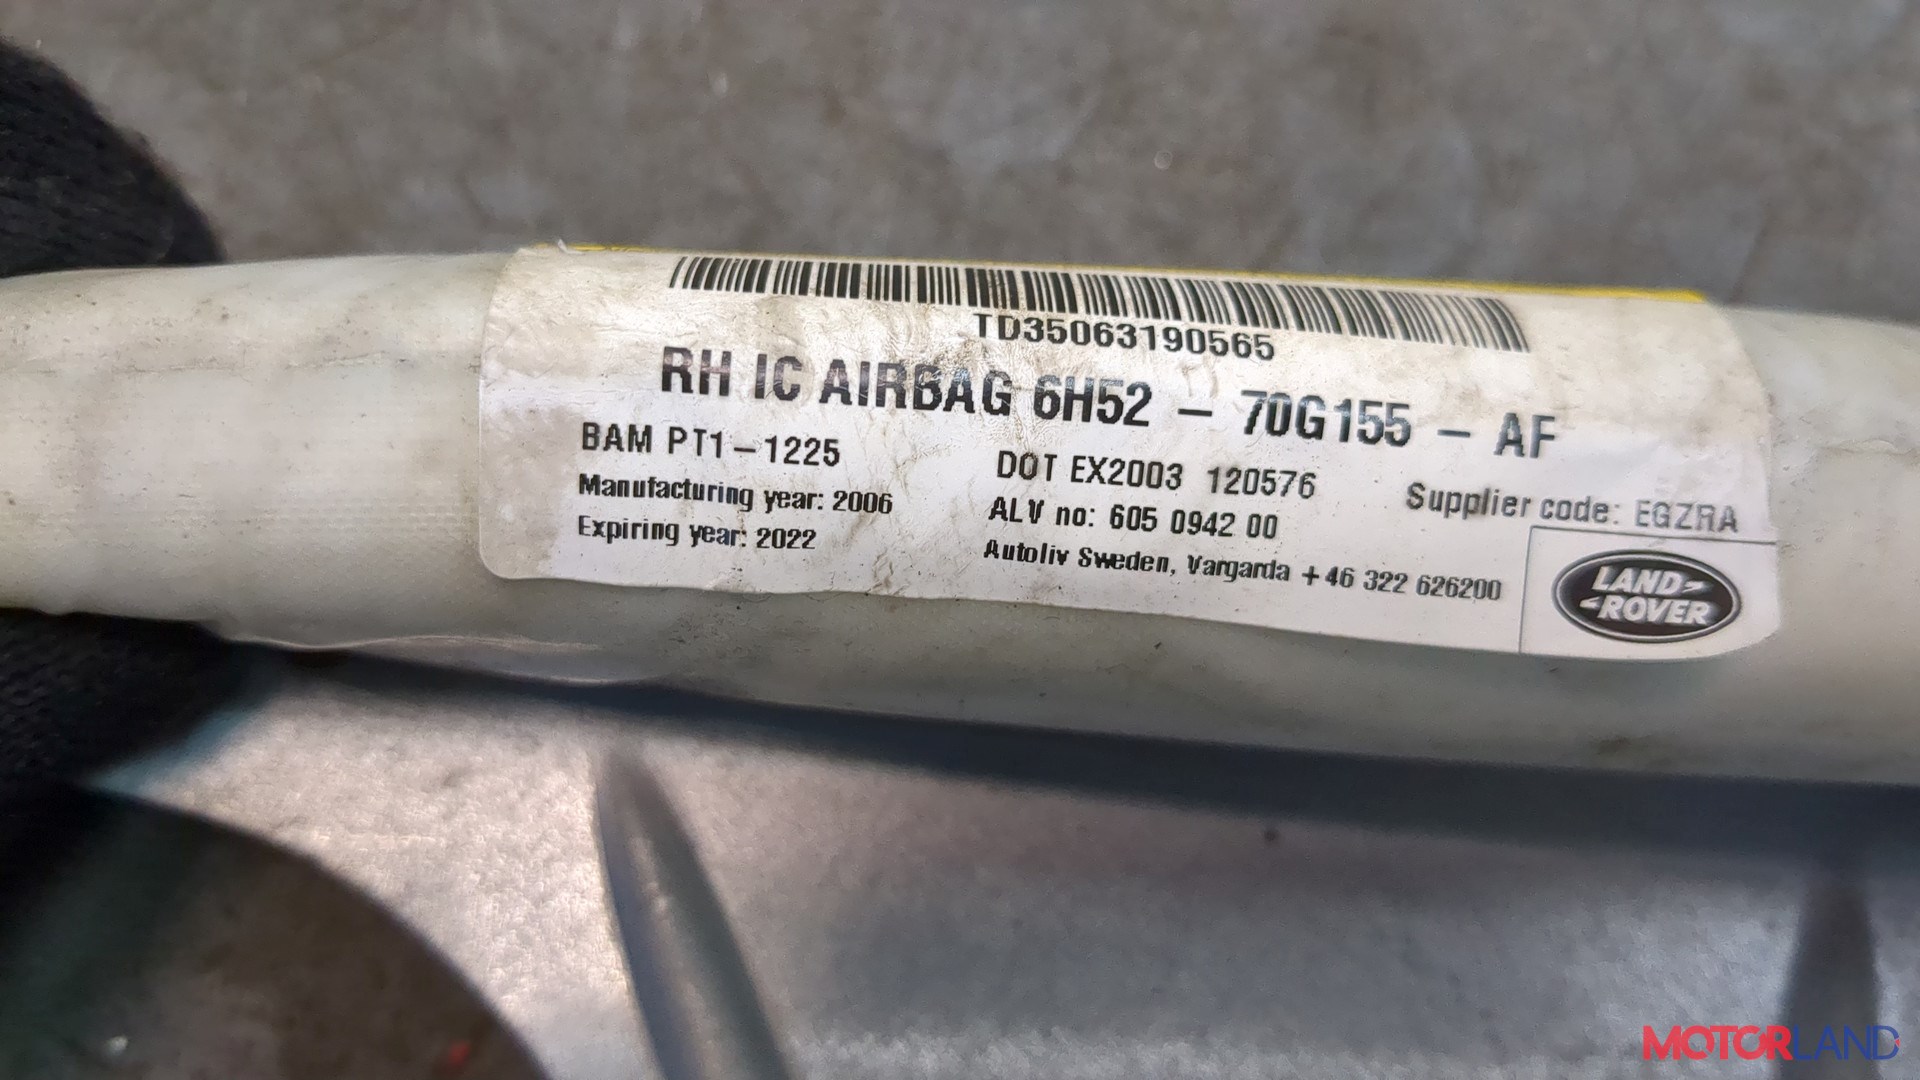 TD35063190565
RH IC AIRBAG 6H52 – 70G155 – AF
BAM PT1–1225
DOT EX2003 120576
Supplier code: EGZRA
Manufacturing year: 2006
ALV no: 605 0942 00
Expiring year: 2022
Autoliv Sweden, Vargarda +46 322 626200
LAND-
-ROVER
MOTORLAND